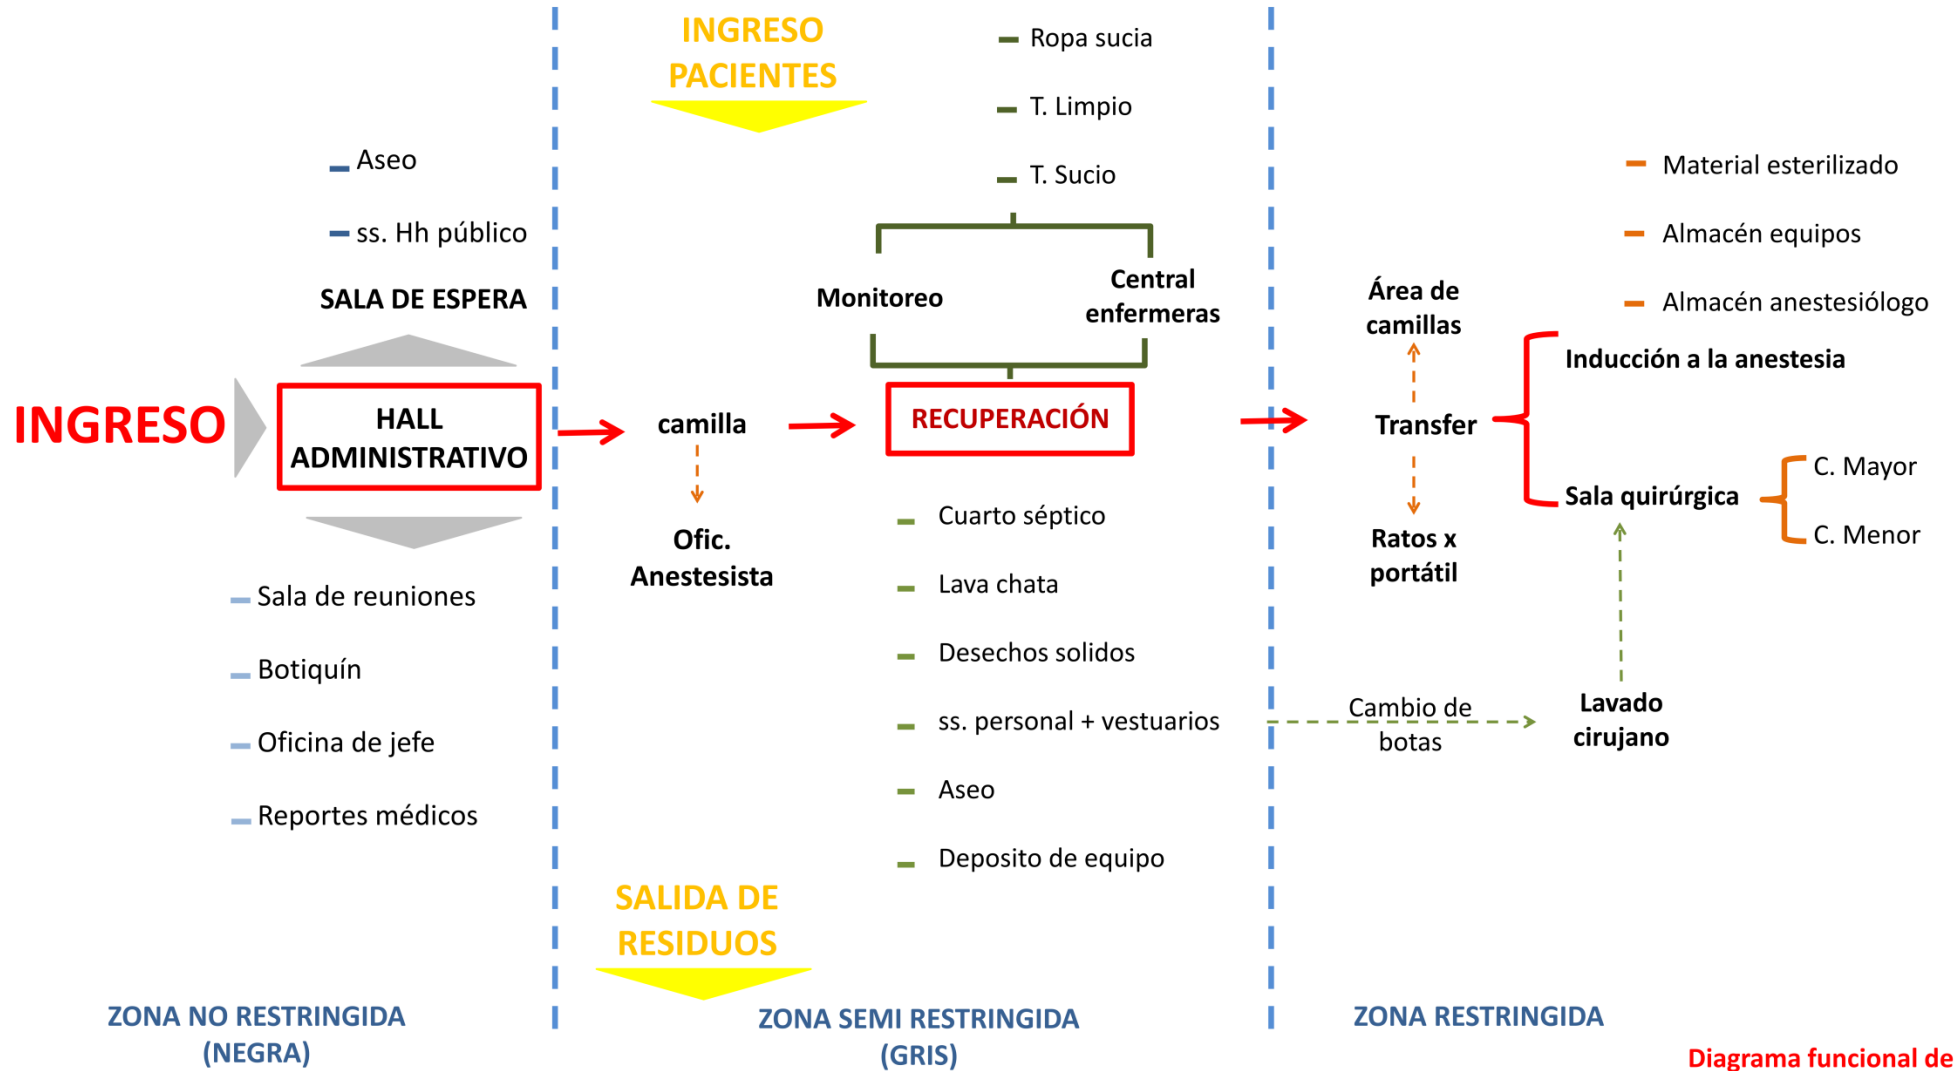 INGRESO
PACIENTES
Ropa sucia
T. Limpio
T. Sucio
Aseo
ss. Hh público
SALA DE ESPERA
Monitoreo
Central
enfermeras
Área de
camillas
Material esterilizado
Almacén equipos
Almacén anestesiólogo
Inducción a la anestesia
INGRESO
HALL
ADMINISTRATIVO
camilla
RECUPERACIÓN
Transfer
Sala quirúrgica
C. Mayor
C. Menor
Ofic.
Anestesista
Ratos x
portátil
Cuarto séptico
Lava chata
Desechos solidos
ss. personal + vestuarios
Aseo
Deposito de equipo
Cambio de
botas
Lavado
cirujano
Sala de reuniones
Botiquín
Oficina de jefe
Reportes médicos
SALIDA DE
RESIDUOS
ZONA NO RESTRINGIDA
(NEGRA)
ZONA SEMI RESTRINGIDA
(GRIS)
ZONA RESTRINGIDA
Diagrama funcional de